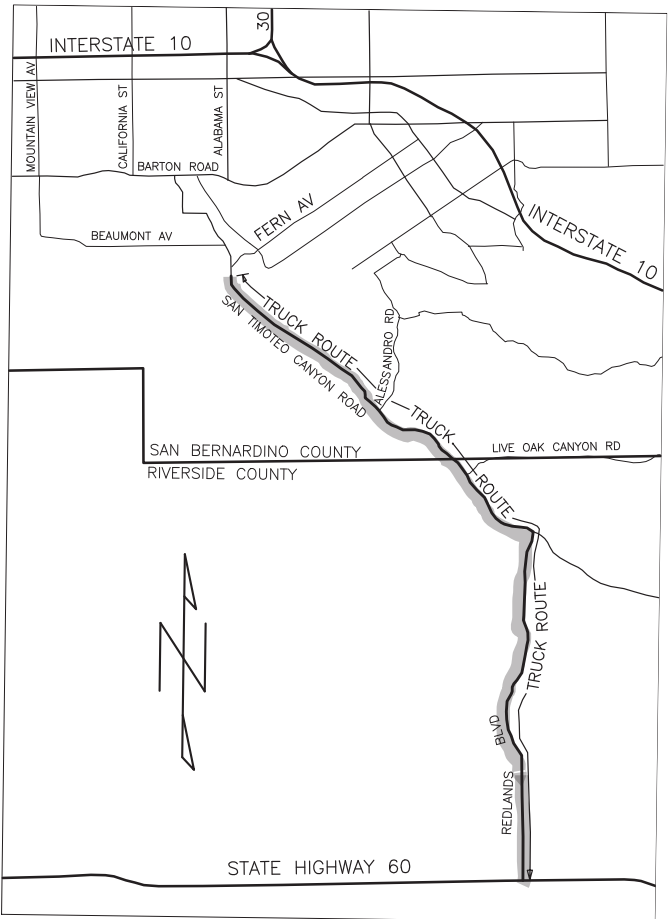 30
INTERSTATE 10
MOUNTAIN VIEW AV
CALIFORNIA ST
ALABAMA ST
BARTON ROAD
FERN AV
BEAUMONT AV
INTERSTATE 10
TRUCK ROUTE
SAN TIMOTEO CANYON ROAD
ALESSANDRO RD
TRUCK
ROUTE
SAN BERNARDINO COUNTY
LIVE OAK CANYON RD
RIVERSIDE COUNTY
TRUCK ROUTE
REDLANDS BLVD
STATE HIGHWAY 60